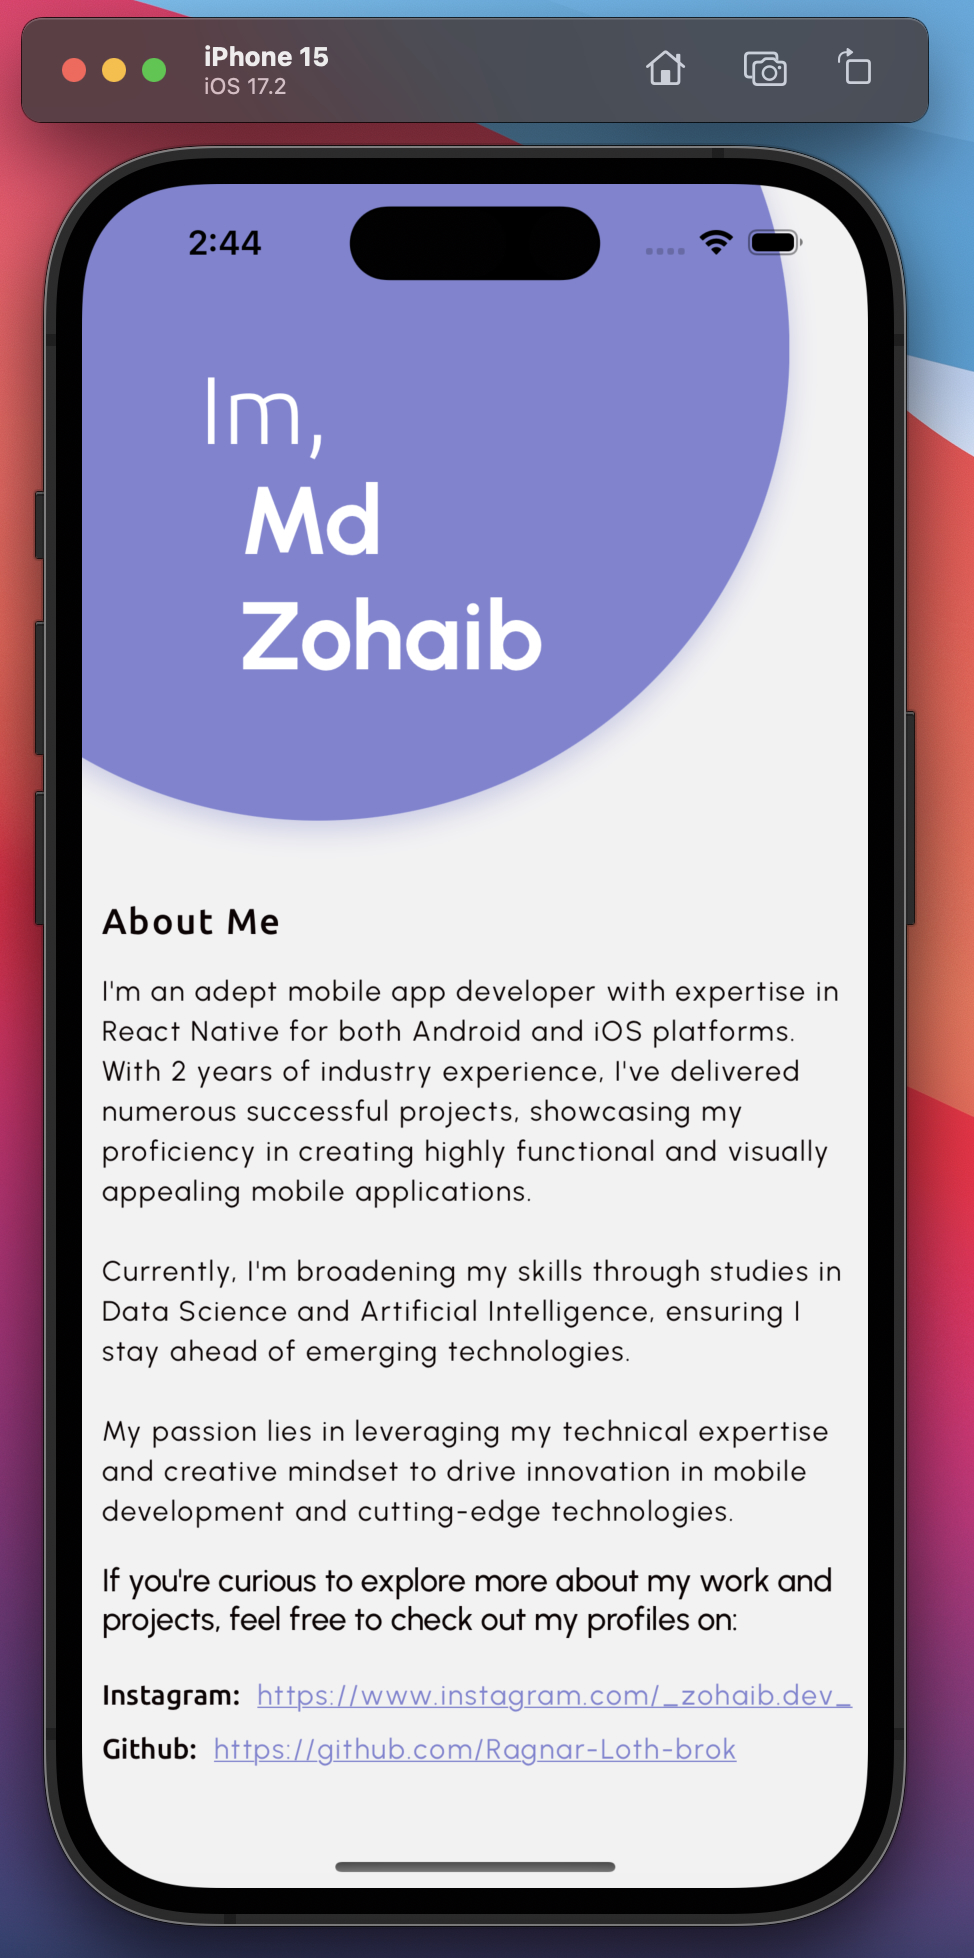 iPhone 15
iOS 17.2
2:44
Im,
Md
Zohaib
About Me
I'm an adept mobile app developer with expertise in
React Native for both Android and iOS platforms.
With 2 years of industry experience, I've delivered
numerous successful projects, showcasing my
proficiency in creating highly functional and visually
appealing mobile applications.
Currently, I'm broadening my skills through studies in
Data Science and Artificial Intelligence, ensuring I
stay ahead of emerging technologies.
My passion lies in leveraging my technical expertise
and creative mindset to drive innovation in mobile
development and cutting-edge technologies.
If you're curious to explore more about my work and
projects, feel free to check out my profiles on:
Instagram: https://www.instagram.com/_zohaib.dev_
Github: https://github.com/Ragnar-Loth-brok